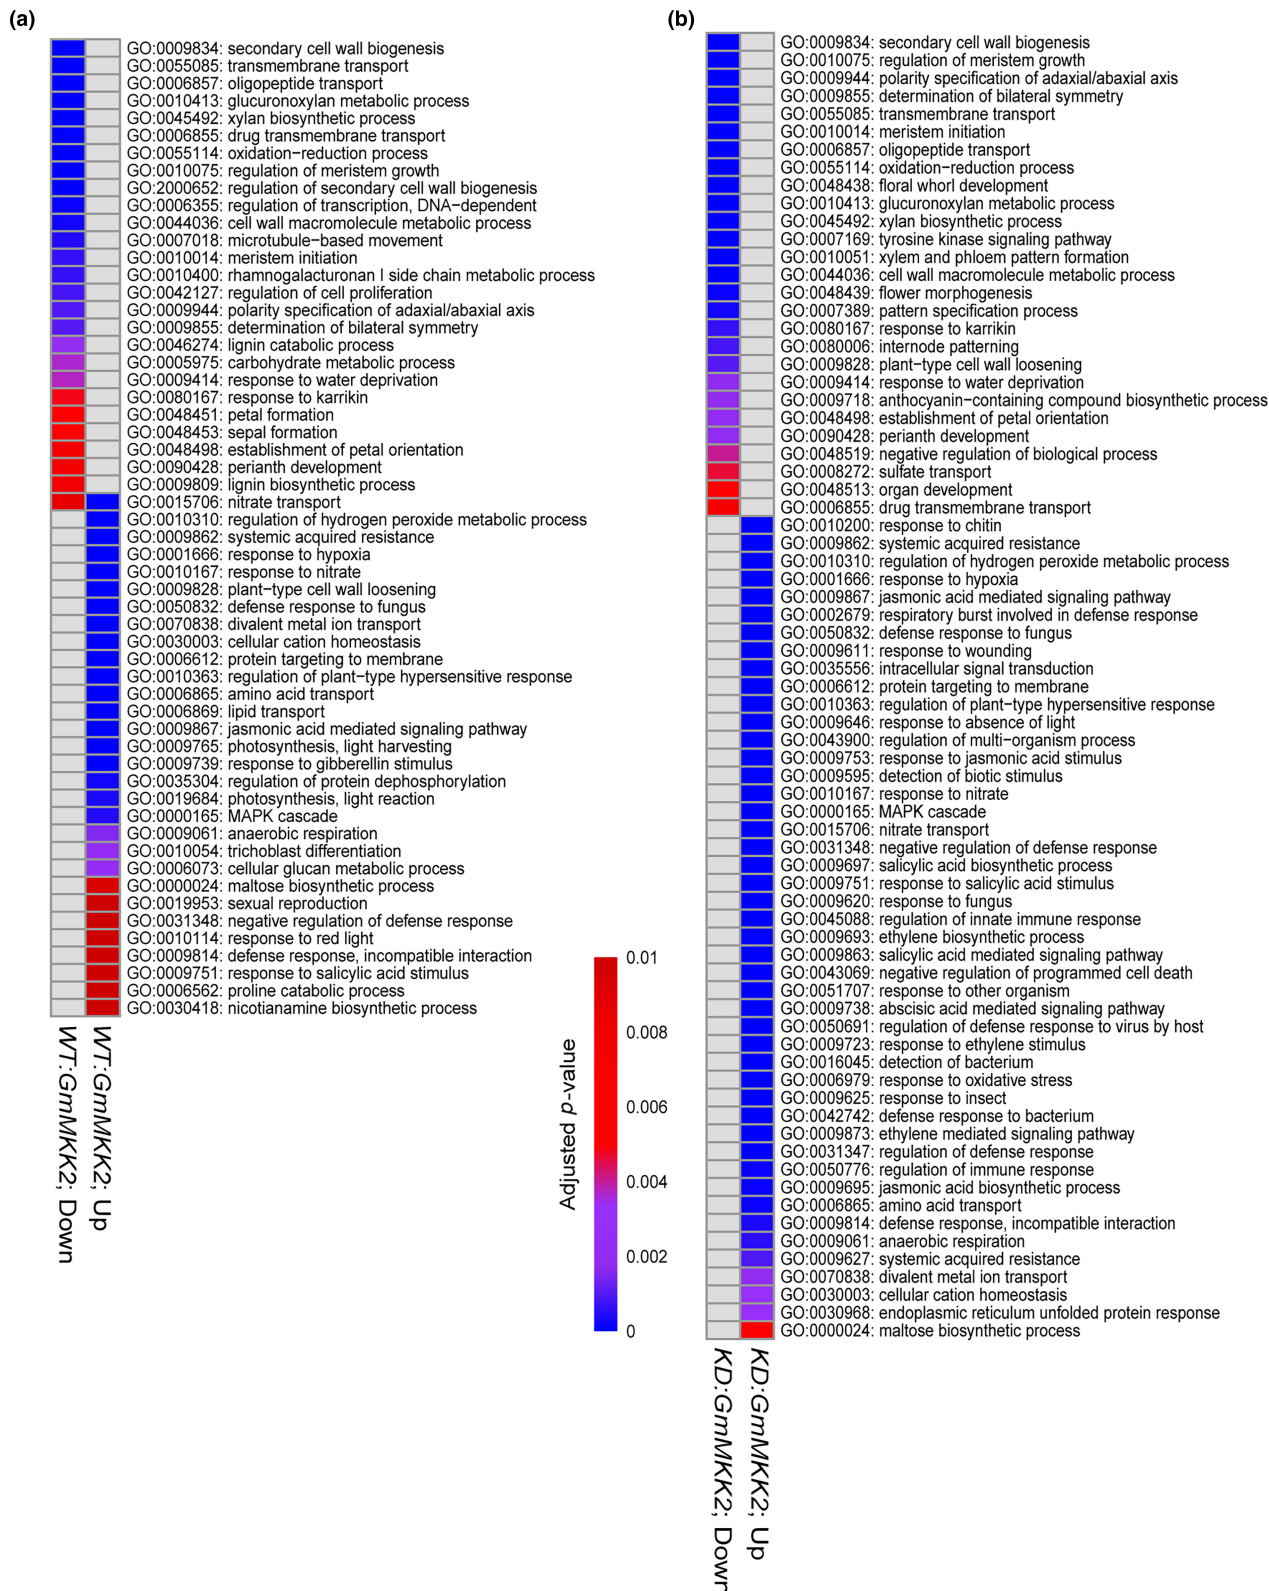 (a)
GO:0009834: secondary cell wall biogenesis
GO:0055085: transmembrane transport
GO:0006857: oligopeptide transport
GO:0010413: glucuronoxylan metabolic process
GO:0045492: xylan biosynthetic process
GO:0006855: drug transmembrane transport
GO:0055114: oxidation−reduction process
GO:0010075: regulation of meristem growth
GO:2000652: regulation of secondary cell wall biogenesis
GO:0006355: regulation of transcription, DNA−dependent
GO:0044036: cell wall macromolecule metabolic process
GO:0007018: microtubule−based movement
GO:0010014: meristem initiation
GO:0010400: rhamnogalacturonan I side chain metabolic process
GO:0042127: regulation of cell proliferation
GO:0009944: polarity specification of adaxial/abaxial axis
GO:0009855: determination of bilateral symmetry
GO:0046274: lignin catabolic process
GO:0005975: carbohydrate metabolic process
GO:0009414: response to water deprivation
GO:0080167: response to karrikin
GO:0048451: petal formation
GO:0048453: sepal formation
GO:0048498: establishment of petal orientation
GO:0090428: perianth development
GO:0009809: lignin biosynthetic process
GO:0015706: nitrate transport
GO:0010310: regulation of hydrogen peroxide metabolic process
GO:0009862: systemic acquired resistance
GO:0001666: response to hypoxia
GO:0010167: response to nitrate
GO:0009828: plant−type cell wall loosening
GO:0050832: defense response to fungus
GO:0070838: divalent metal ion transport
GO:0030003: cellular cation homeostasis
GO:0006612: protein targeting to membrane
GO:0010363: regulation of plant−type hypersensitive response
GO:0006865: amino acid transport
GO:0006869: lipid transport
GO:0009867: jasmonic acid mediated signaling pathway
GO:0009765: photosynthesis, light harvesting
GO:0009739: response to gibberellin stimulus
GO:0035304: regulation of protein dephosphorylation
GO:0019684: photosynthesis, light reaction
GO:0000165: MAPK cascade
GO:0009061: anaerobic respiration
GO:0010054: trichoblast differentiation
GO:0006073: cellular glucan metabolic process
GO:0000024: maltose biosynthetic process
GO:0019953: sexual reproduction
GO:0031348: negative regulation of defense response
GO:0010114: response to red light
GO:0009814: defense response, incompatible interaction
GO:0009751: response to salicylic acid stimulus
GO:0006562: proline catabolic process
GO:0030418: nicotianamine biosynthetic process
WT:GmMKK2; Down
WT:GmMKK2; Up
Adjusted p-value
0.01
0.008
0.006
0.004
0.002
0
(b)
GO:0009834: secondary cell wall biogenesis
GO:0010075: regulation of meristem growth
GO:0009944: polarity specification of adaxial/abaxial axis
GO:0009855: determination of bilateral symmetry
GO:0055085: transmembrane transport
GO:0010014: meristem initiation
GO:0006857: oligopeptide transport
GO:0055114: oxidation−reduction process
GO:0048438: floral whorl development
GO:0010413: glucuronoxylan metabolic process
GO:0045492: xylan biosynthetic process
GO:0007169: tyrosine kinase signaling pathway
GO:0010051: xylem and phloem pattern formation
GO:0044036: cell wall macromolecule metabolic process
GO:0048439: flower morphogenesis
GO:0007389: pattern specification process
GO:0080167: response to karrikin
GO:0080006: internode patterning
GO:0009828: plant−type cell wall loosening
GO:0009414: response to water deprivation
GO:0009718: anthocyanin−containing compound biosynthetic process
GO:0048498: establishment of petal orientation
GO:0090428: perianth development
GO:0048519: negative regulation of biological process
GO:0008272: sulfate transport
GO:0048513: organ development
GO:0006855: drug transmembrane transport
GO:0010200: response to chitin
GO:0009862: systemic acquired resistance
GO:0010310: regulation of hydrogen peroxide metabolic process
GO:0001666: response to hypoxia
GO:0009867: jasmonic acid mediated signaling pathway
GO:0002679: respiratory burst involved in defense response
GO:0050832: defense response to fungus
GO:0009611: response to wounding
GO:0035556: intracellular signal transduction
GO:0006612: protein targeting to membrane
GO:0010363: regulation of plant−type hypersensitive response
GO:0009646: response to absence of light
GO:0043900: regulation of multi−organism process
GO:0009753: response to jasmonic acid stimulus
GO:0009595: detection of biotic stimulus
GO:0010167: response to nitrate
GO:0000165: MAPK cascade
GO:0015706: nitrate transport
GO:0031348: negative regulation of defense response
GO:0009697: salicylic acid biosynthetic process
GO:0009751: response to salicylic acid stimulus
GO:0009620: response to fungus
GO:0045088: regulation of innate immune response
GO:0009693: ethylene biosynthetic process
GO:0009863: salicylic acid mediated signaling pathway
GO:0043069: negative regulation of programmed cell death
GO:0051707: response to other organism
GO:0009738: abscisic acid mediated signaling pathway
GO:0050691: regulation of defense response to virus by host
GO:0009723: response to ethylene stimulus
GO:0016045: detection of bacterium
GO:0006979: response to oxidative stress
GO:0009625: response to insect
GO:0042742: defense response to bacterium
GO:0009873: ethylene mediated signaling pathway
GO:0031347: regulation of defense response
GO:0050776: regulation of immune response
GO:0009695: jasmonic acid biosynthetic process
GO:0006865: amino acid transport
GO:0009814: defense response, incompatible interaction
GO:0009061: anaerobic respiration
GO:0009627: systemic acquired resistance
GO:0070838: divalent metal ion transport
GO:0030003: cellular cation homeostasis
GO:0030968: endoplasmic reticulum unfolded protein response
GO:0000024: maltose biosynthetic process
KD:GmMKK2; Down
KD:GmMKK2; Up